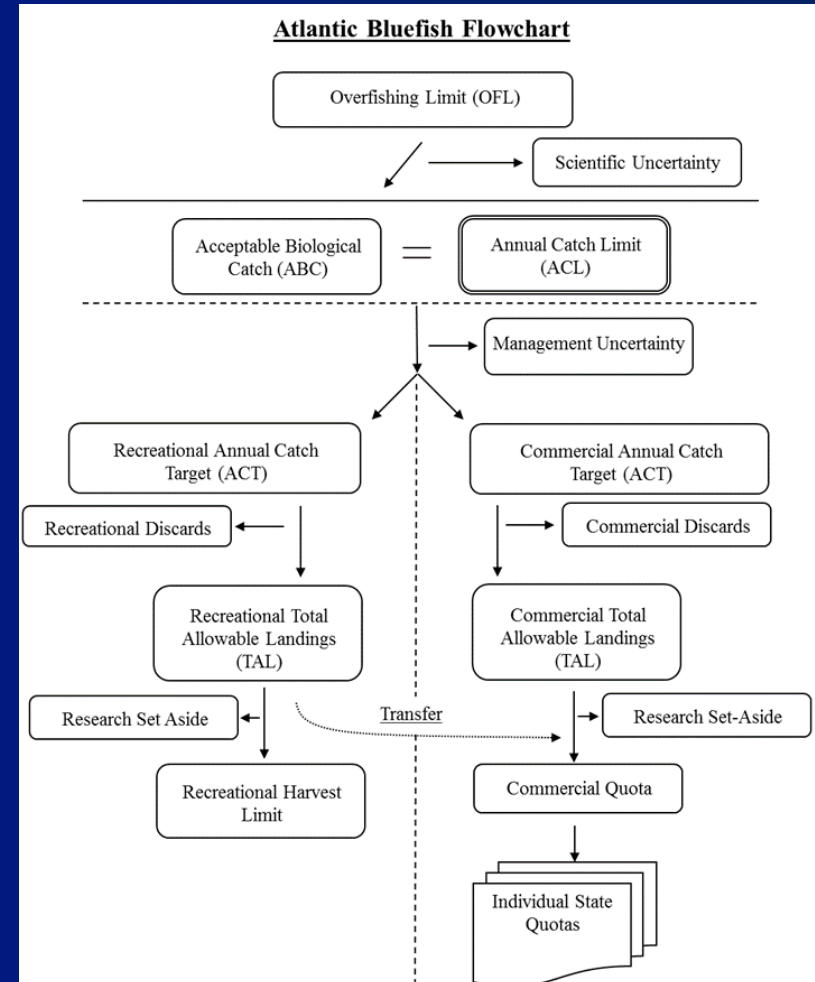 Atlantic Bluefish Flowchart
Overfishing Limit (OFL)
Scientific Uncertainty
Acceptable Biological
Catch (ABC)
=
Annual Catch Limit
(ACL)
Management Uncertainty
Recreational Annual Catch
Target (ACT)
Commercial Annual Catch
Target (ACT)
Recreational Discards
Commercial Discards
Recreational Total
Allowable Landings
(TAL)
Commercial Total
Allowable Landings
(TAL)
Research Set Aside
Transfer
Research Set-Aside
Recreational Harvest
Limit
Commercial Quota
Individual State
Quotas